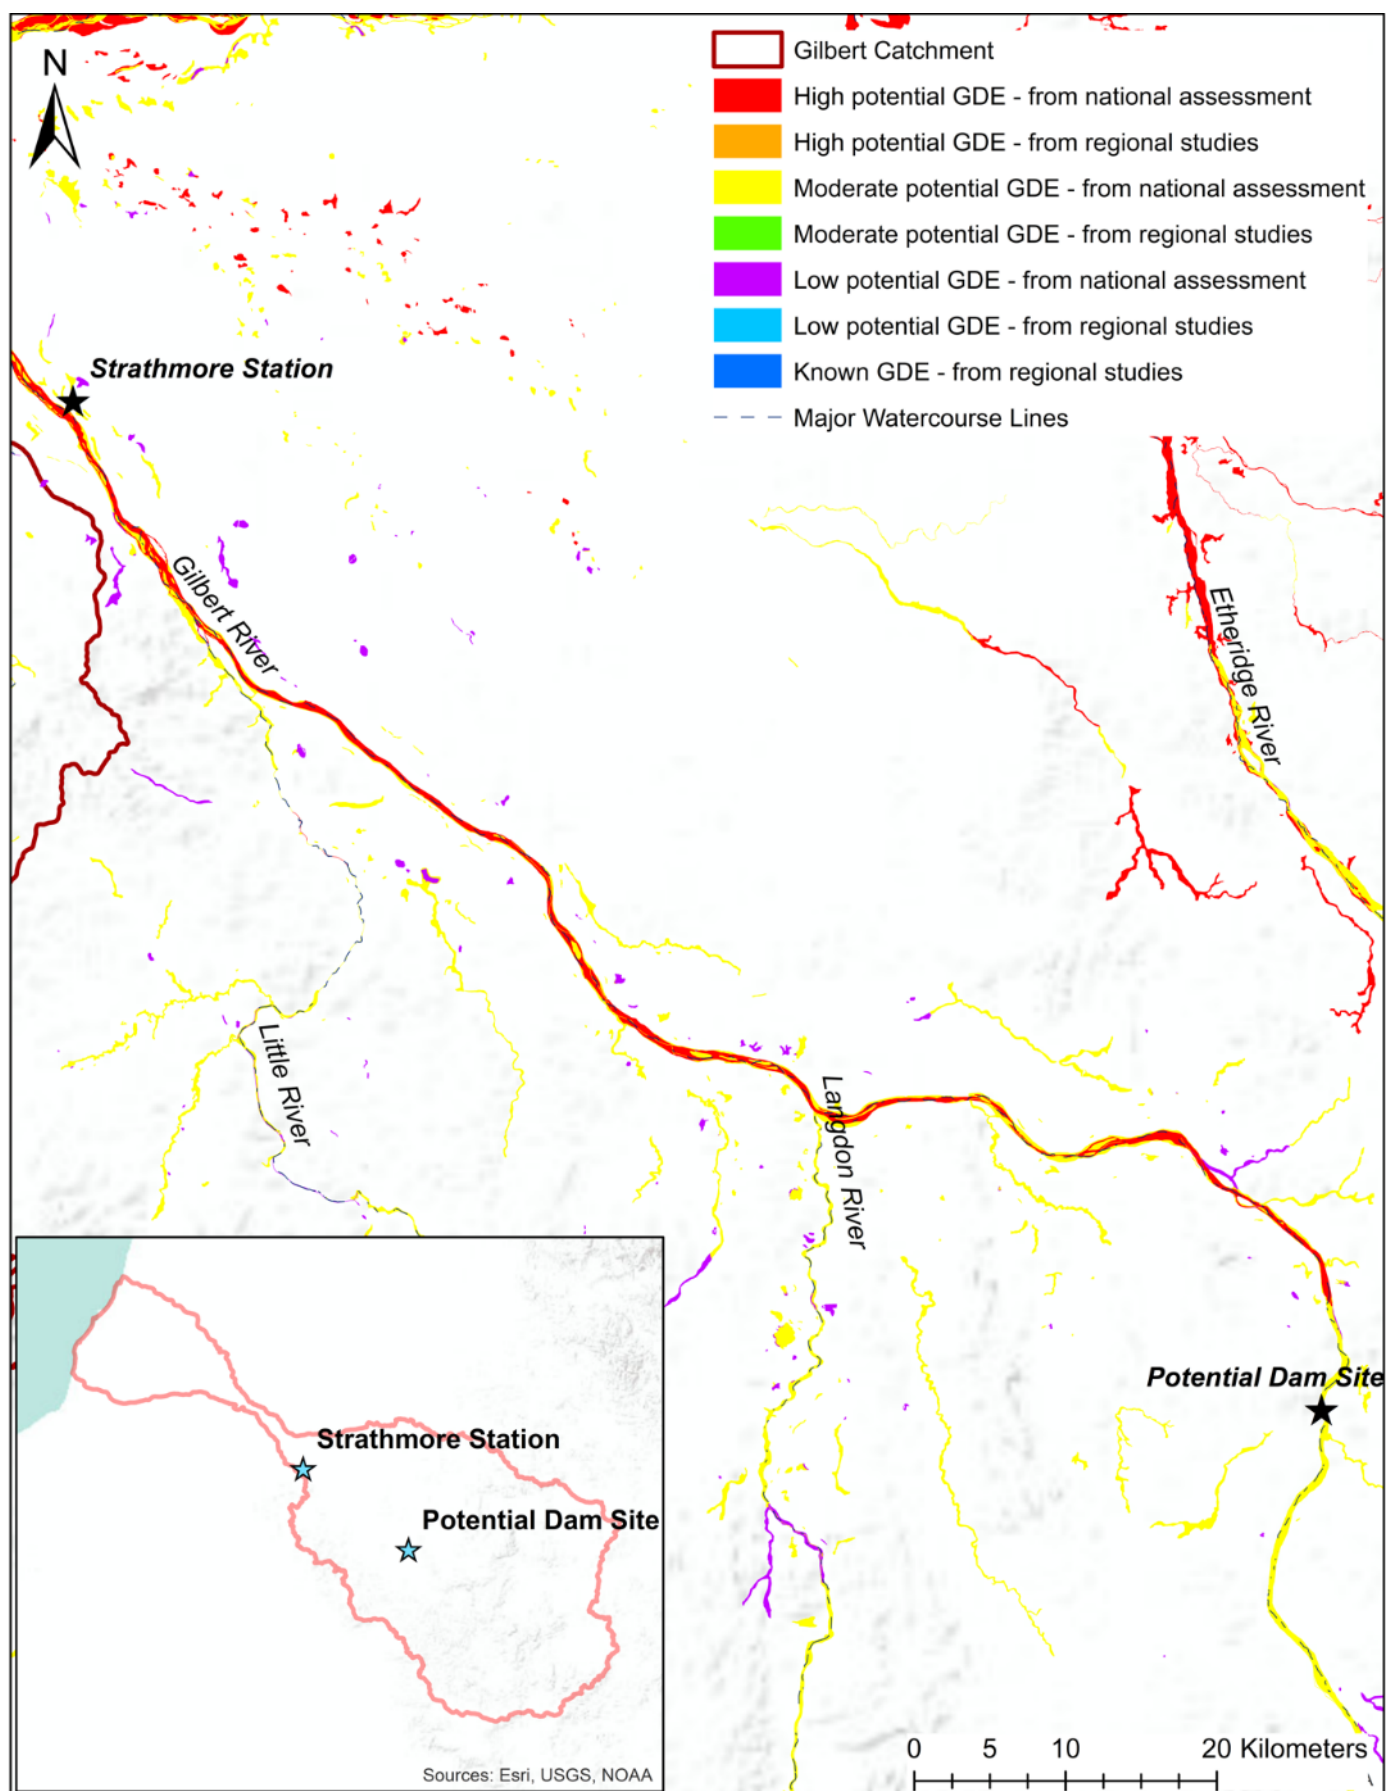 N
Gilbert Catchment
High potential GDE - from national assessment
High potential GDE - from regional studies
Moderate potential GDE - from national assessment
Moderate potential GDE - from regional studies
Low potential GDE - from national assessment
Low potential GDE - from regional studies
Known GDE - from regional studies
Major Watercourse Lines
Strathmore Station
Gilbert River
Etheridge River
Little River
Langdon River
Potential Dam Site
Strathmore Station
Potential Dam Site
Sources: Esri, USGS, NOAA
0 5 10 20 Kilometers